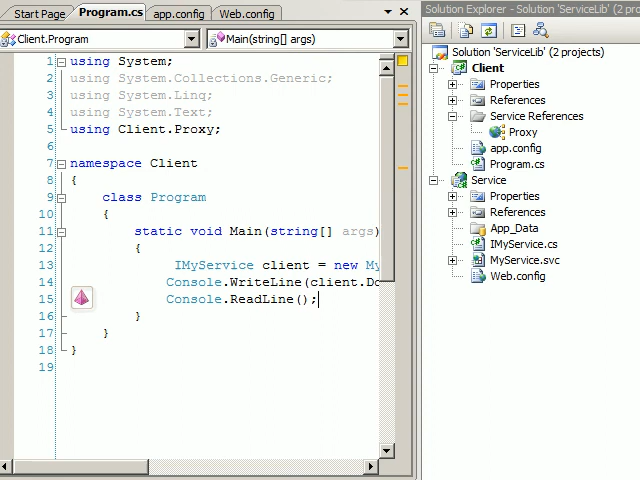 Start Page Program.cs app.config Web.config
Client.Program Main(string[] args)
1 using System;
2 using System.Collections.Generic;
3 using System.Linq;
4 using System.Text;
5 using Client.Proxy;
6
7 namespace Client
8 {
9 class Program
10 {
11 static void Main(string[] args)
12 {
13 IMyService client = new My
14 Console.WriteLine(client.Do
15 Console.ReadLine();
16 }
17 }
18 }
19
Solution Explorer - Solution 'ServiceLib' (2 pro
Solution 'ServiceLib' (2 projects)
Client
Properties
References
Service References
Proxy
app.config
Program.cs
Service
Properties
References
App_Data
IMyService.cs
MyService.svc
Web.config